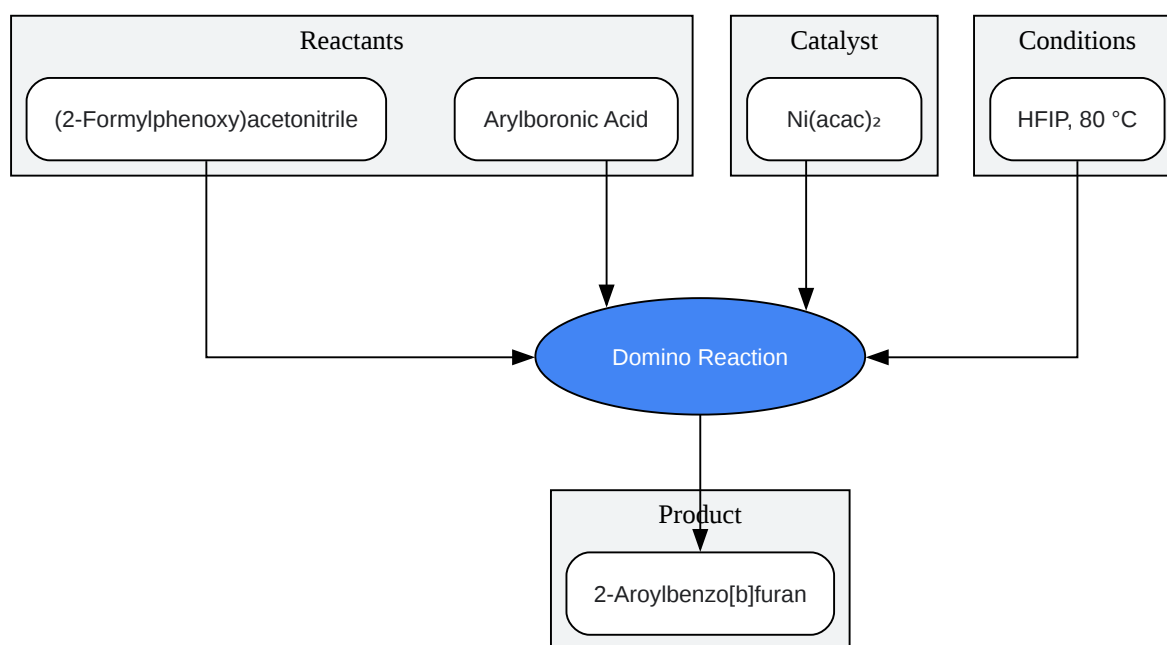 Reactants
Catalyst
Conditions
(2-Formylphenoxy)acetonitrile
Arylboronic Acid
Ni(acac)₂
HFIP, 80 °C
Domino Reaction
Product
2-Aroylbenzo[b]furan